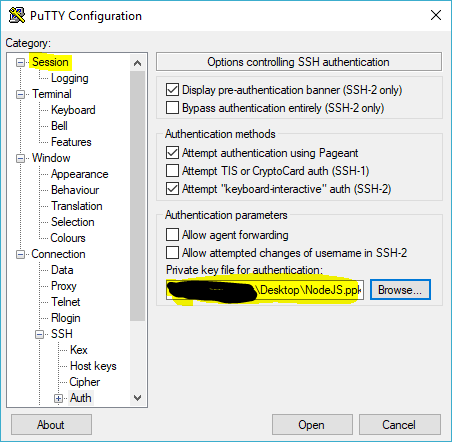 PuTTY Configuration
Category:
Session
Logging
Terminal
Keyboard
Bell
Features
Window
Appearance
Behaviour
Translation
Selection
Colours
Connection
Data
Proxy
Telnet
Rlogin
SSH
Kex
Host keys
Cipher
Auth
Options controlling SSH authentication
Display pre-authentication banner (SSH-2 only)
Bypass authentication entirely (SSH-2 only)
Authentication methods
Attempt authentication using Pageant
Attempt TIS or CryptoCard auth (SSH-1)
Attempt "keyboard-interactive" auth (SSH-2)
Authentication parameters
Allow agent forwarding
Allow attempted changes of username in SSH-2
Private key file for authentication:
\Desktop\NodeJS.ppk Browse...
About Open Cancel